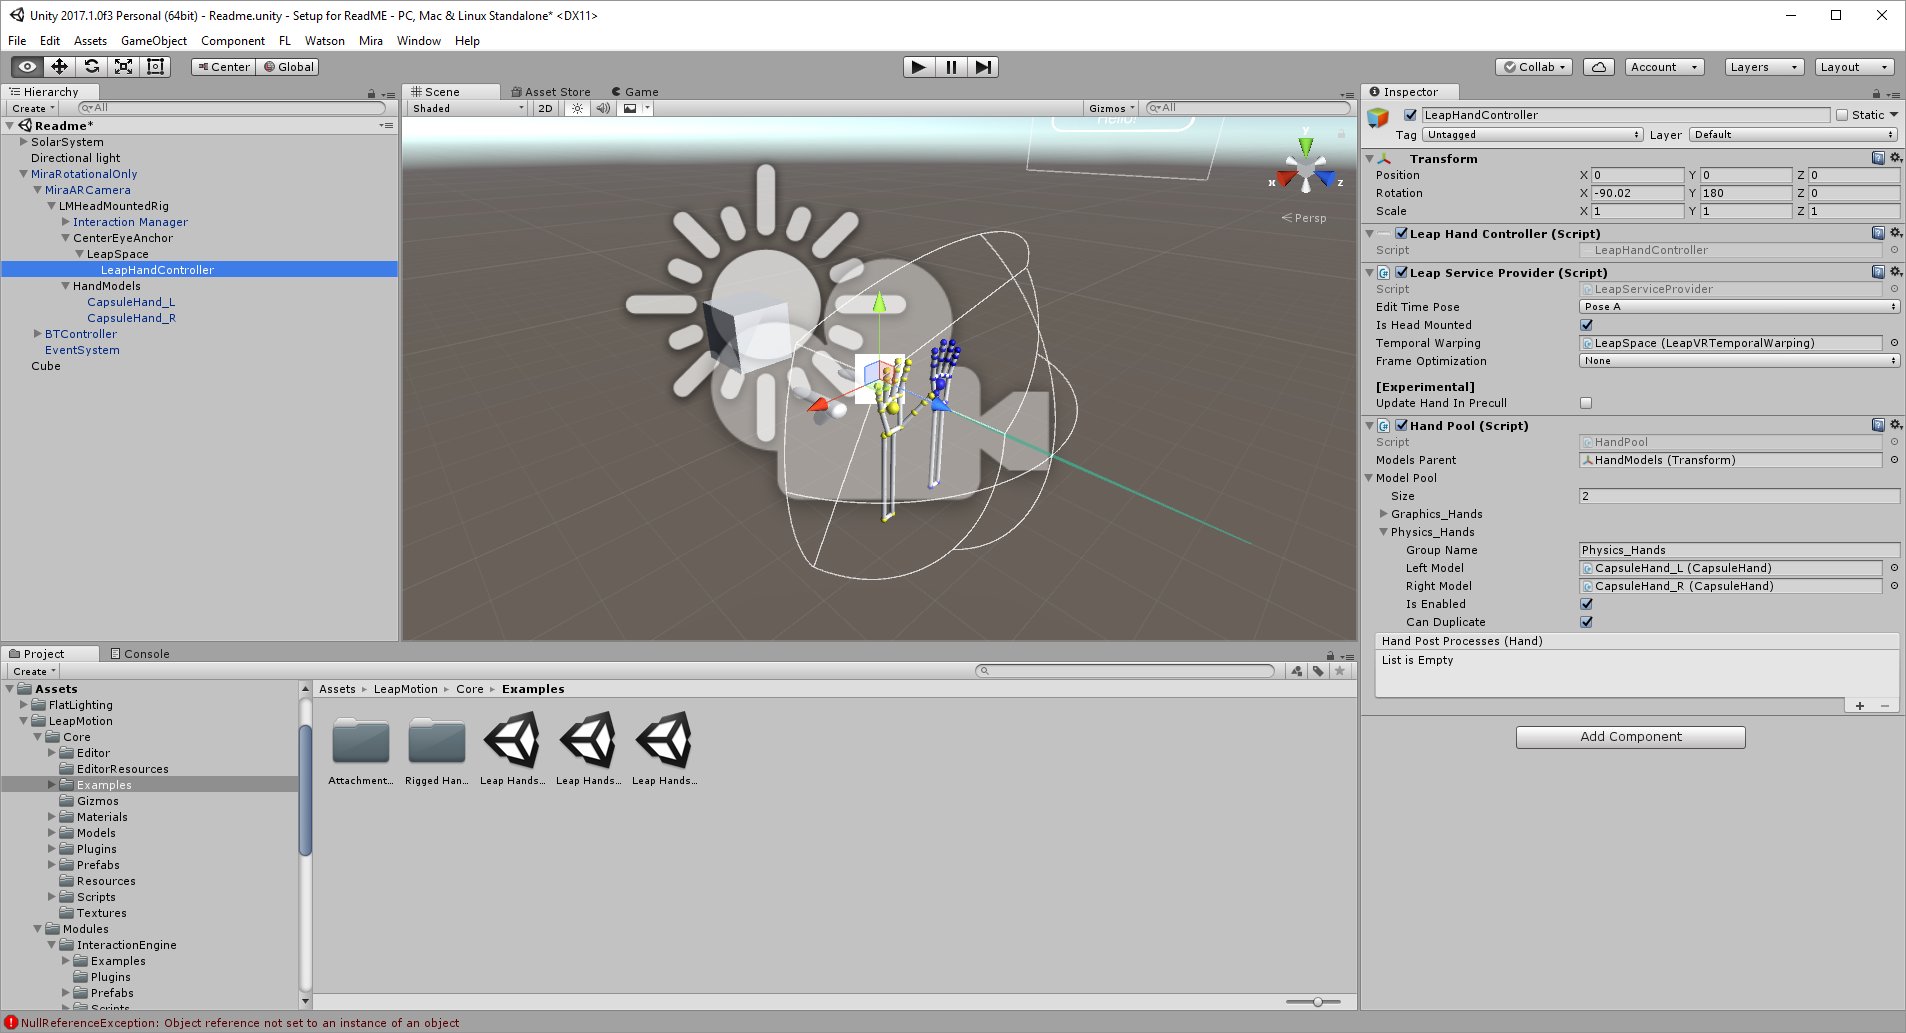 Unity 2017.1.0f3 Personal (64bit) - Readme.unity - Setup for ReadME - PC, Mac & Linux Standalone* <DX11>
File Edit Assets GameObject Component FL Watson Mira Window Help
Center Global Collab Account Layers Layout
Hierarchy
Create All
Readme*
SolarSystem
Directional light
MiraRotationalOnly
MiraARCamera
LMHeadMountedRig
Interaction Manager
CenterEyeAnchor
LeapSpace
LeapHandController
HandModels
CapsuleHand_L
CapsuleHand_R
BTController
EventSystem
Cube
Scene Asset Store Game
Shaded 2D Gizmos All
Hello!
y
x z
Persp
Inspector
LeapHandController Static
Tag Untagged Layer Default
Transform
Position X 0 Y 0 Z 0
Rotation X -90.02 Y 180 Z 0
Scale X 1 Y 1 Z 1
Leap Hand Controller (Script)
Script LeapHandController
Leap Service Provider (Script)
Script LeapServiceProvider
Edit Time Pose Pose A
Is Head Mounted
Temporal Warping LeapSpace (LeapVRTemporalWarping)
Frame Optimization None
[Experimental]
Update Hand In Precull
Hand Pool (Script)
Script HandPool
Models Parent HandModels (Transform)
Model Pool
Size 2
Graphics_Hands
Physics_Hands
Group Name Physics_Hands
Left Model CapsuleHand_L (CapsuleHand)
Right Model CapsuleHand_R (CapsuleHand)
Is Enabled
Can Duplicate
Hand Post Processes (Hand)
List is Empty
Add Component
Project Console
Create
Assets
FlatLighting
LeapMotion
Core
Editor
EditorResources
Examples
Gizmos
Materials
Models
Plugins
Prefabs
Resources
Scripts
Textures
Modules
InteractionEngine
Examples
Plugins
Prefabs
Scripts
Assets LeapMotion Core Examples
Attachment... Rigged Han... Leap Hands... Leap Hands... Leap Hands...
NullReferenceException: Object reference not set to an instance of an object